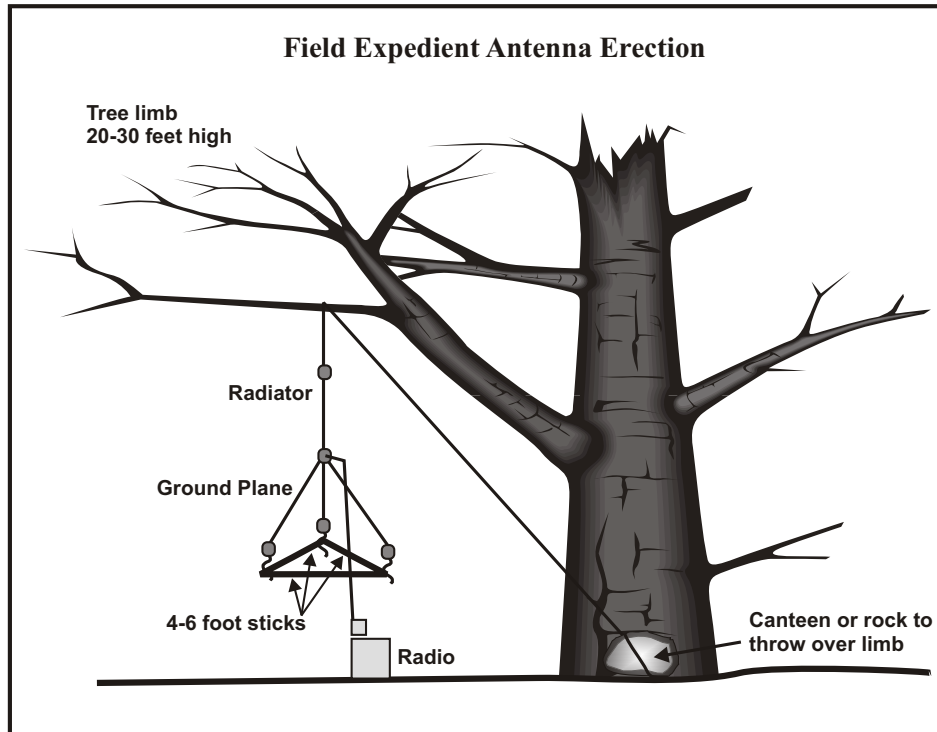 Field Expedient Antenna Erection
Tree limb
20-30 feet high
Radiator
Ground Plane
4-6 foot sticks
Radio
Canteen or rock to
throw over limb